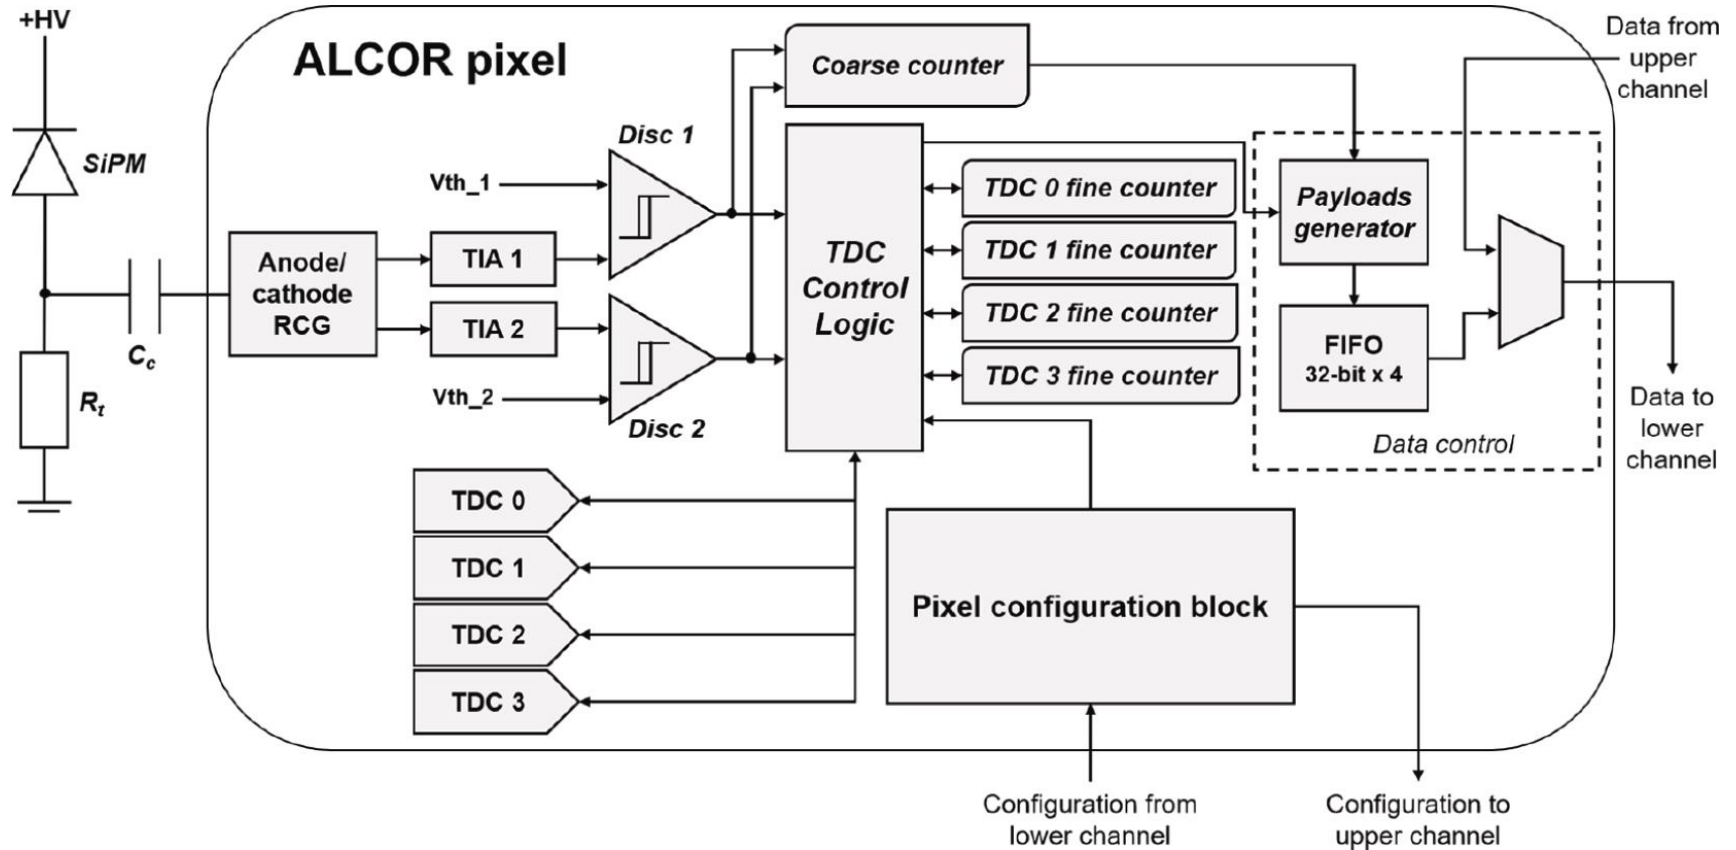 +HV
ALCOR pixel
SiPM
Rt
Cc
Anode/
cathode
RCG
TIA 1
TIA 2
Vth_1
Vth_2
Disc 1
Disc 2
Coarse counter
TDC
Control
Logic
TDC 0 fine counter
TDC 1 fine counter
TDC 2 fine counter
TDC 3 fine counter
Payloads
generator
FIFO
32-bit x 4
Data control
Data from
upper
channel
Data to
lower
channel
TDC 0
TDC 1
TDC 2
TDC 3
Pixel configuration block
Configuration from
lower channel
Configuration to
upper channel